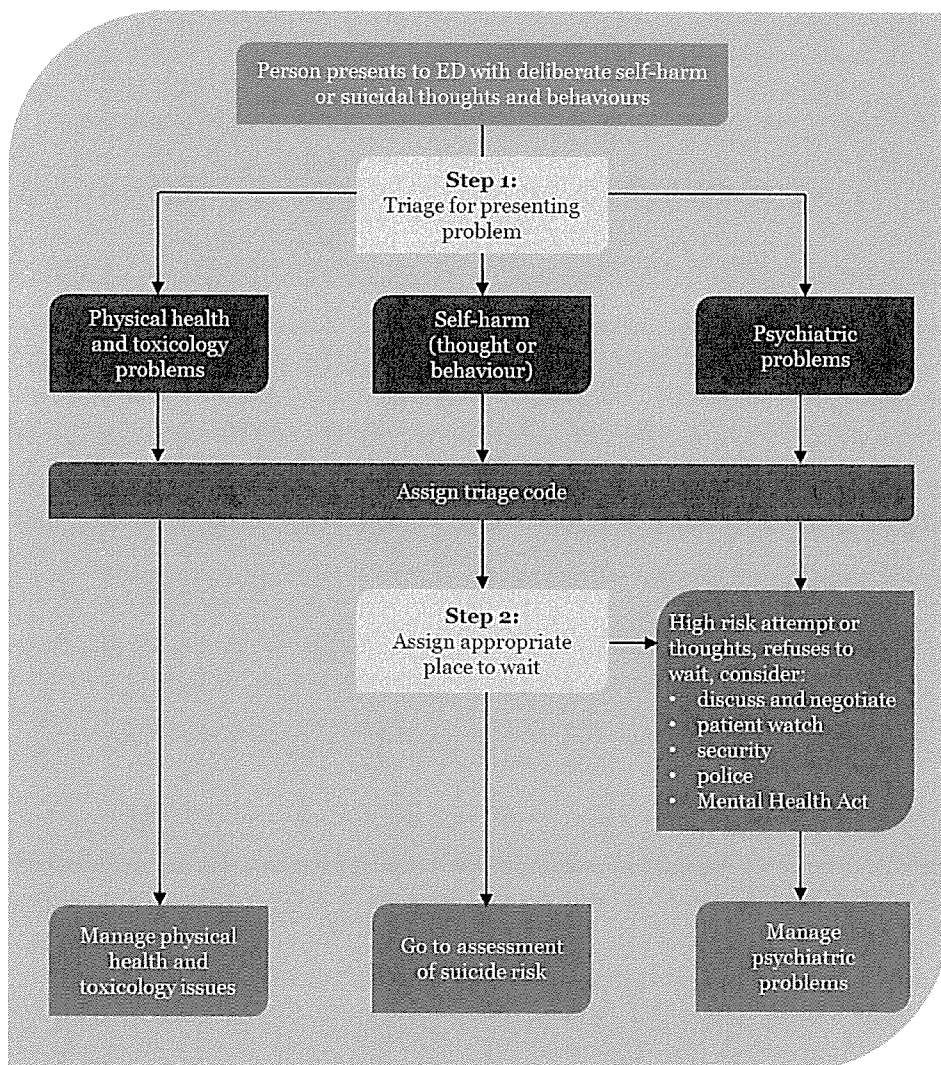 Person presents to ED with deliberate self-harm
or suicidal thoughts and behaviours
Step 1:
Triage for presenting
problem
Physical health
and toxicology
problems
Self-harm
(thought or
behaviour)
Psychiatric
problems
Assign triage code
Step 2:
Assign appropriate
place to wait
High risk attempt or
thoughts, refuses to
wait, consider:
• discuss and negotiate
• patient watch
• security
• police
• Mental Health Act
Manage physical
health and
toxicology issues
Go to assessment
of suicide risk
Manage
psychiatric
problems